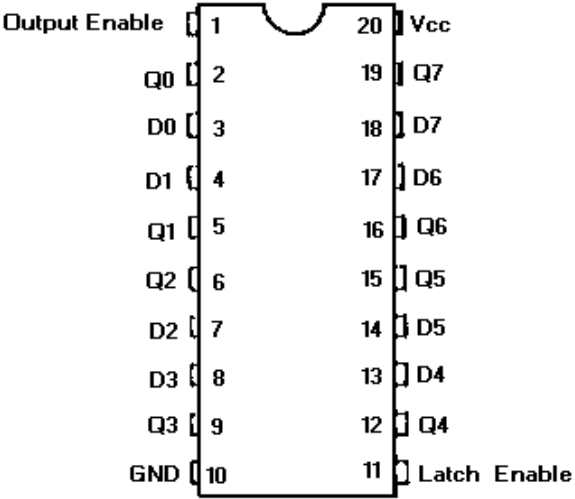 Output Enable 1 20 Vcc
Q0 2 19 Q7
D0 3 18 D7
D1 4 17 D6
Q1 5 16 Q6
Q2 6 15 Q5
D2 7 14 D5
D3 8 13 D4
Q3 9 12 Q4
GND 10 11 Latch Enable